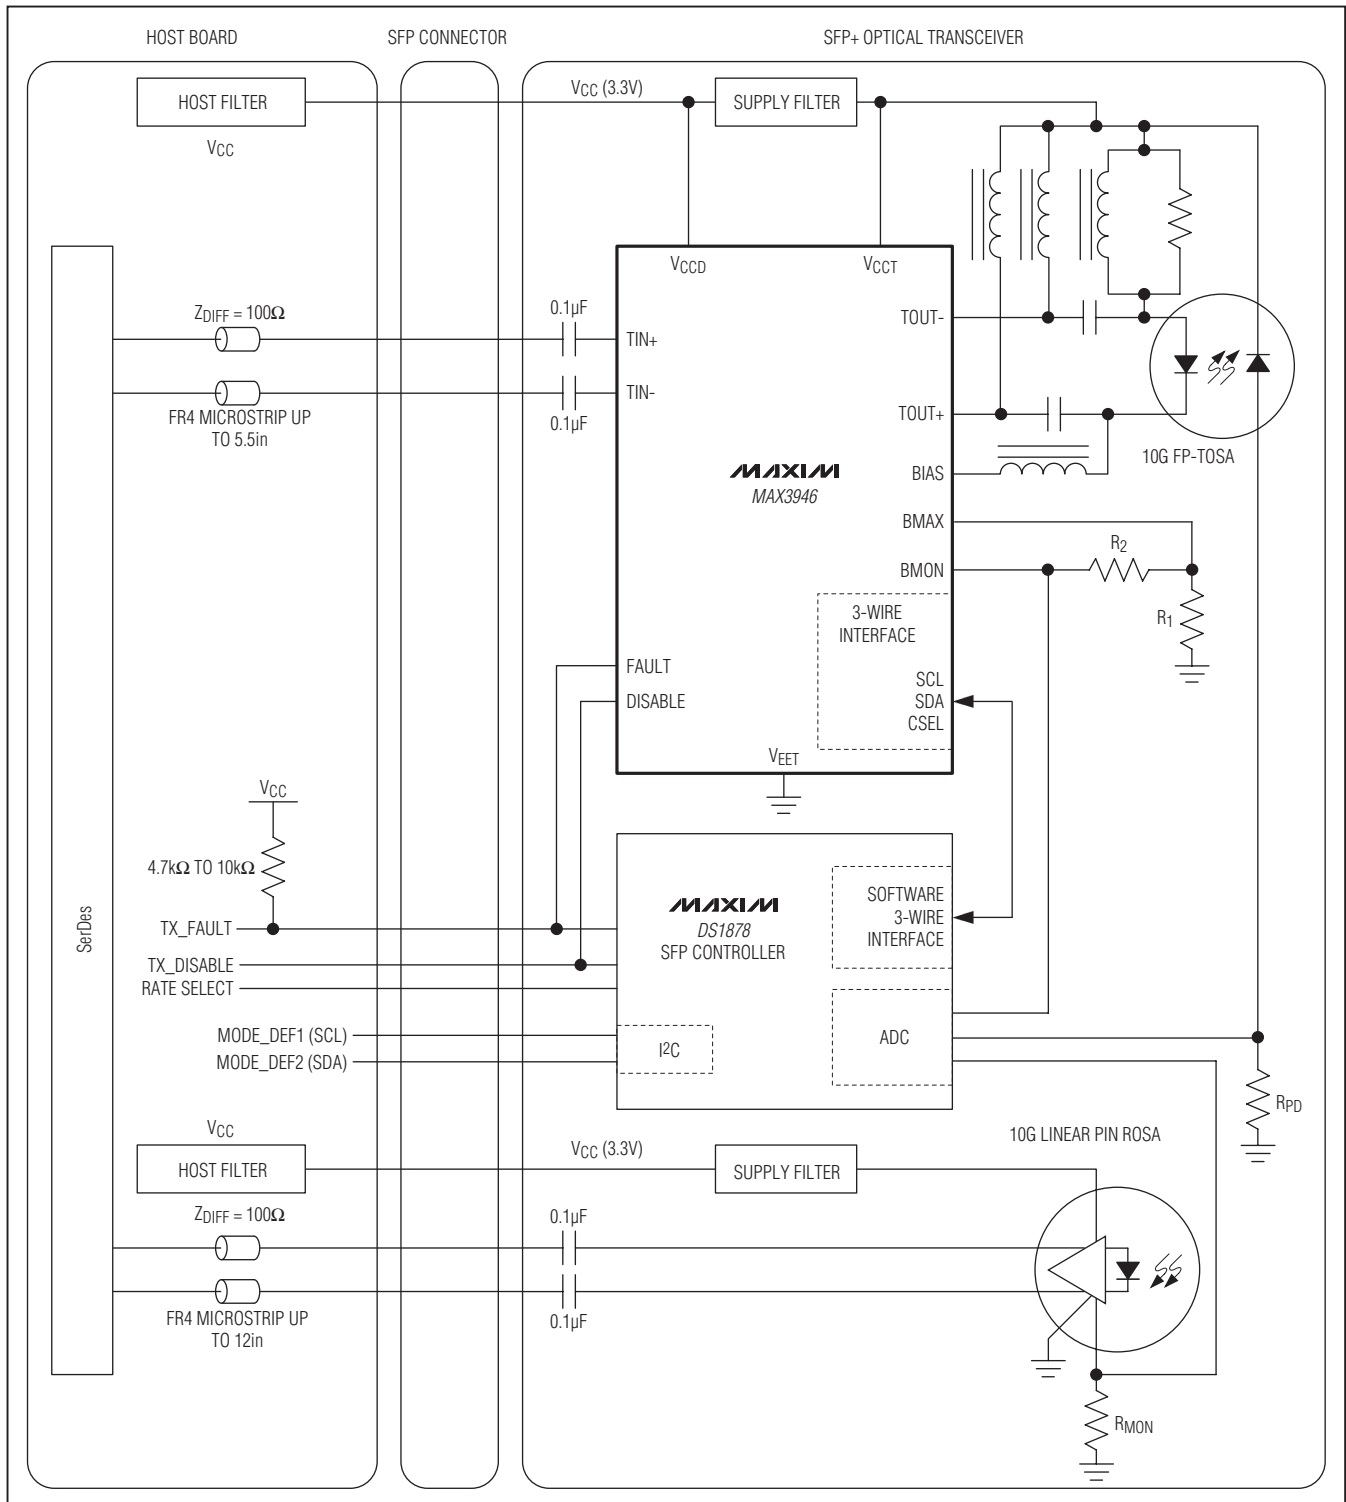 HOST BOARD
SFP CONNECTOR
SFP+ OPTICAL TRANSCEIVER
HOST FILTER
VCC (3.3V)
SUPPLY FILTER
VCC
VCCD
VCCT
ZDIFF = 100Ω
0.1µF
TIN+
TOUT-
TIN-
FR4 MICROSTRIP UP
TO 5.5in
0.1µF
TOUT+
10G FP-TOSA
MAXIM
MAX3946
BIAS
BMAX
BMON
R2
R1
3-WIRE
INTERFACE
FAULT
DISABLE
SCL
SDA
CSEL
VEET
VCC
4.7kΩ TO 10kΩ
SerDes
TX_FAULT
TX_DISABLE
RATE SELECT
MAXIM
DS1878
SFP CONTROLLER
SOFTWARE
3-WIRE
INTERFACE
MODE_DEF1 (SCL)
MODE_DEF2 (SDA)
I2C
ADC
RPD
VCC
HOST FILTER
VCC (3.3V)
SUPPLY FILTER
10G LINEAR PIN ROSA
ZDIFF = 100Ω
0.1µF
FR4 MICROSTRIP UP
TO 12in
0.1µF
RMON